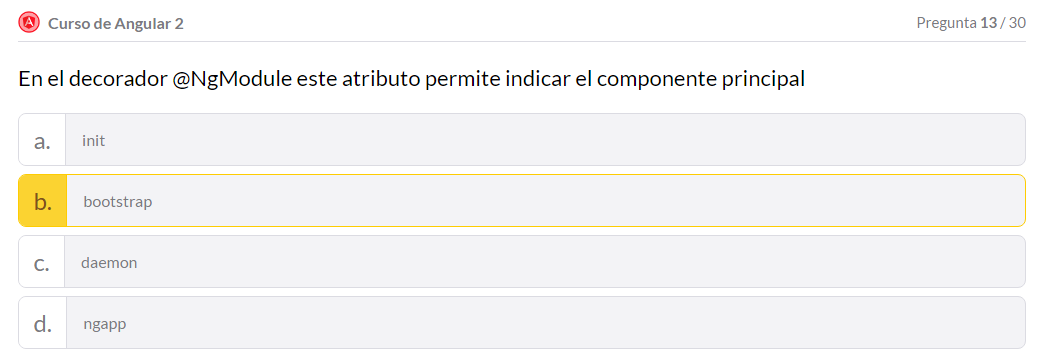 Curso de Angular 2
Pregunta 13 / 30
En el decorador @NgModule este atributo permite indicar el componente principal
a. init
b. bootstrap
c. daemon
d. ngapp